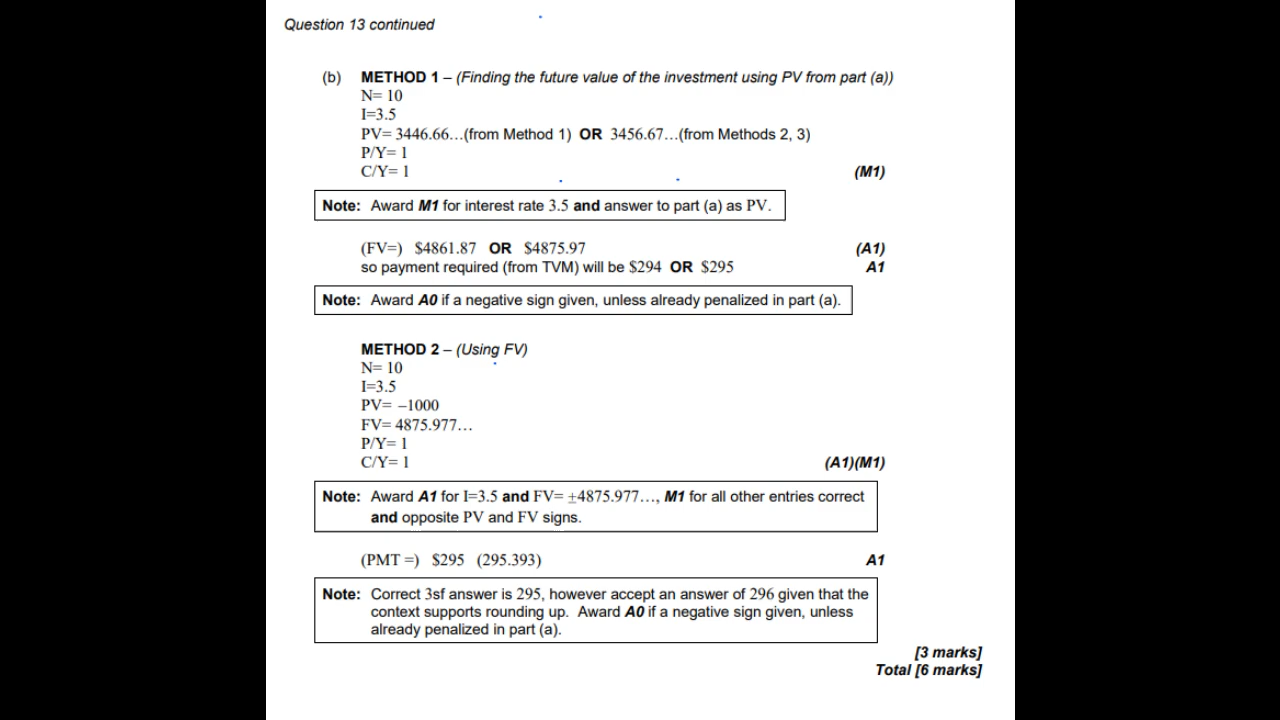 Question 13 continued
(b) METHOD 1 – (Finding the future value of the investment using PV from part (a))
N= 10
I=3.5
PV= 3446.66…(from Method 1) OR 3456.67…(from Methods 2, 3)
P/Y= 1
C/Y= 1 (M1)
Note: Award M1 for interest rate 3.5 and answer to part (a) as PV.
(FV=) $4861.87 OR $4875.97 (A1)
so payment required (from TVM) will be $294 OR $295 A1
Note: Award A0 if a negative sign given, unless already penalized in part (a).
METHOD 2 – (Using FV)
N= 10
I=3.5
PV= −1000
FV= 4875.977…
P/Y= 1
C/Y= 1 (A1)(M1)
Note: Award A1 for I=3.5 and FV= ±4875.977…, M1 for all other entries correct
and opposite PV and FV signs.
(PMT =) $295 (295.393) A1
Note: Correct 3sf answer is 295, however accept an answer of 296 given that the
context supports rounding up. Award A0 if a negative sign given, unless
already penalized in part (a).
[3 marks]
Total [6 marks]